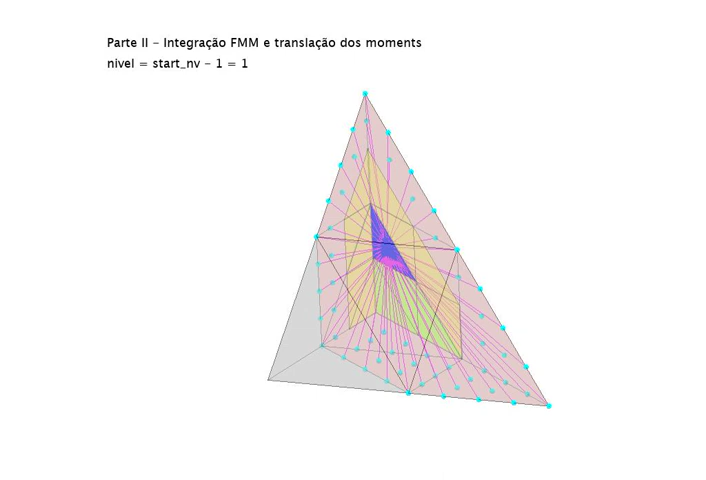 Parte II - Integração FMM e translação dos moments
nivel = start_nv - 1 = 1